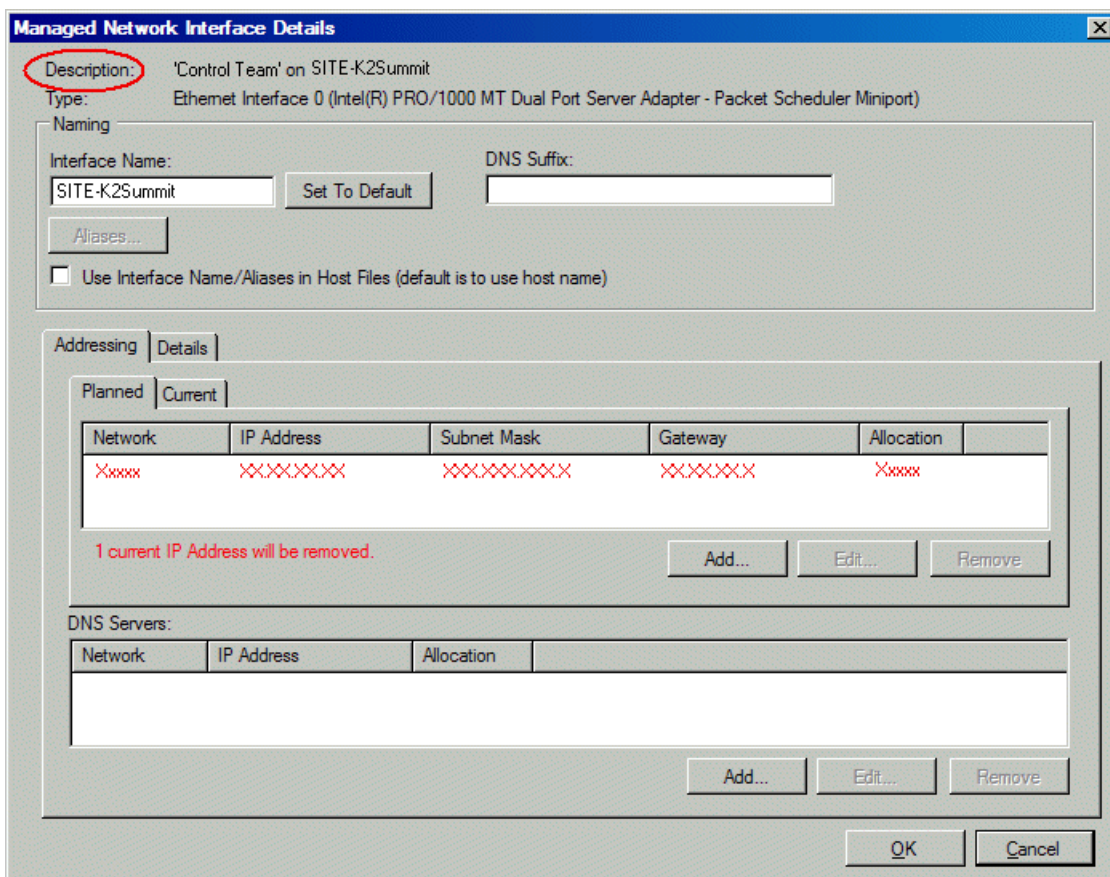 Managed Network Interface Details
Description: 'Control Team' on SITE-K2Summit
Type: Ethernet Interface 0 (Intel(R) PRO/1000 MT Dual Port Server Adapter - Packet Scheduler Miniport)
Naming
Interface Name: DNS Suffix:
SITE-K2Summit Set To Default
Aliases...
Use Interface Name/Aliases in Host Files (default is to use host name)
Addressing Details
Planned Current
Network IP Address Subnet Mask Gateway Allocation
Xxxxx XX.XX.XX.XX XXX.XXX.XXX.X XX.XX.XX.X Xxxxx
1 current IP Address will be removed. Add... Edit... Remove
DNS Servers:
Network IP Address Allocation
Add... Edit... Remove
OK Cancel